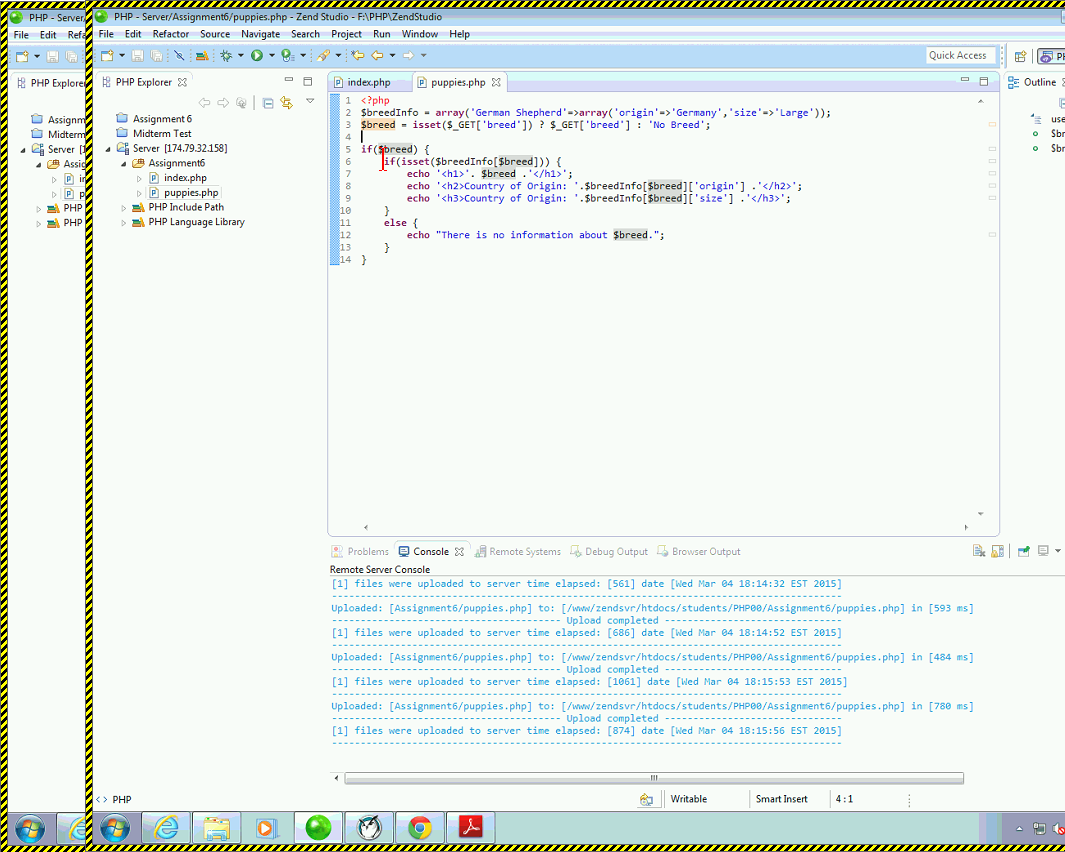 PHP - Server/
PHP - Server/Assignment6/puppies.php - Zend Studio - F:\PHP\ZendStudio
File Edit Refa
File Edit Refactor Source Navigate Search Project Run Window Help
Quick Access
PH
PHP Explorer
PHP Explorer
index.php
puppies.php
Outline
Assignm
Midterm
Server [
Assig
in
p
PHP
PHP
Assignment 6
Midterm Test
Server [174.79.32.158]
Assignment6
index.php
puppies.php
PHP Include Path
PHP Language Library
1 <?php
2 $breedInfo = array('German Shepherd'=>array('origin'=>'Germany','size'=>'Large'));
3 $breed = isset($_GET['breed']) ? $_GET['breed'] : 'No Breed';
4
5 if($breed) {
6 if(isset($breedInfo[$breed])) {
7 echo '<h1>'. $breed .'</h1>';
8 echo '<h2>Country of Origin: '.$breedInfo[$breed]['origin'] .'</h2>';
9 echo '<h3>Country of Origin: '.$breedInfo[$breed]['size'] .'</h3>';
10 }
11 else {
12 echo "There is no information about $breed.";
13 }
14 }
use
$br
$br
Problems Console Remote Systems Debug Output Browser Output
Remote Server Console
[1] files were uploaded to server time elapsed: [561] date [Wed Mar 04 18:14:32 EST 2015]
Uploaded: [Assignment6/puppies.php] to: [/www/zendsvr/htdocs/students/PHP00/Assignment6/puppies.php] in [593 ms]
Upload completed
[1] files were uploaded to server time elapsed: [686] date [Wed Mar 04 18:14:52 EST 2015]
Uploaded: [Assignment6/puppies.php] to: [/www/zendsvr/htdocs/students/PHP00/Assignment6/puppies.php] in [484 ms]
Upload completed
[1] files were uploaded to server time elapsed: [1061] date [Wed Mar 04 18:15:53 EST 2015]
Uploaded: [Assignment6/puppies.php] to: [/www/zendsvr/htdocs/students/PHP00/Assignment6/puppies.php] in [780 ms]
Upload completed
[1] files were uploaded to server time elapsed: [874] date [Wed Mar 04 18:15:56 EST 2015]
PHP
Writable
Smart Insert
4 : 1